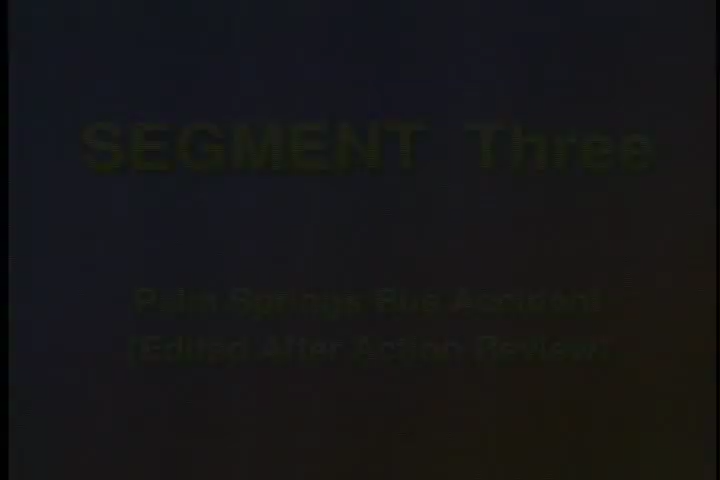 SEGMENT Three
Palm Springs Bus Accident
(Edited After Action Review)